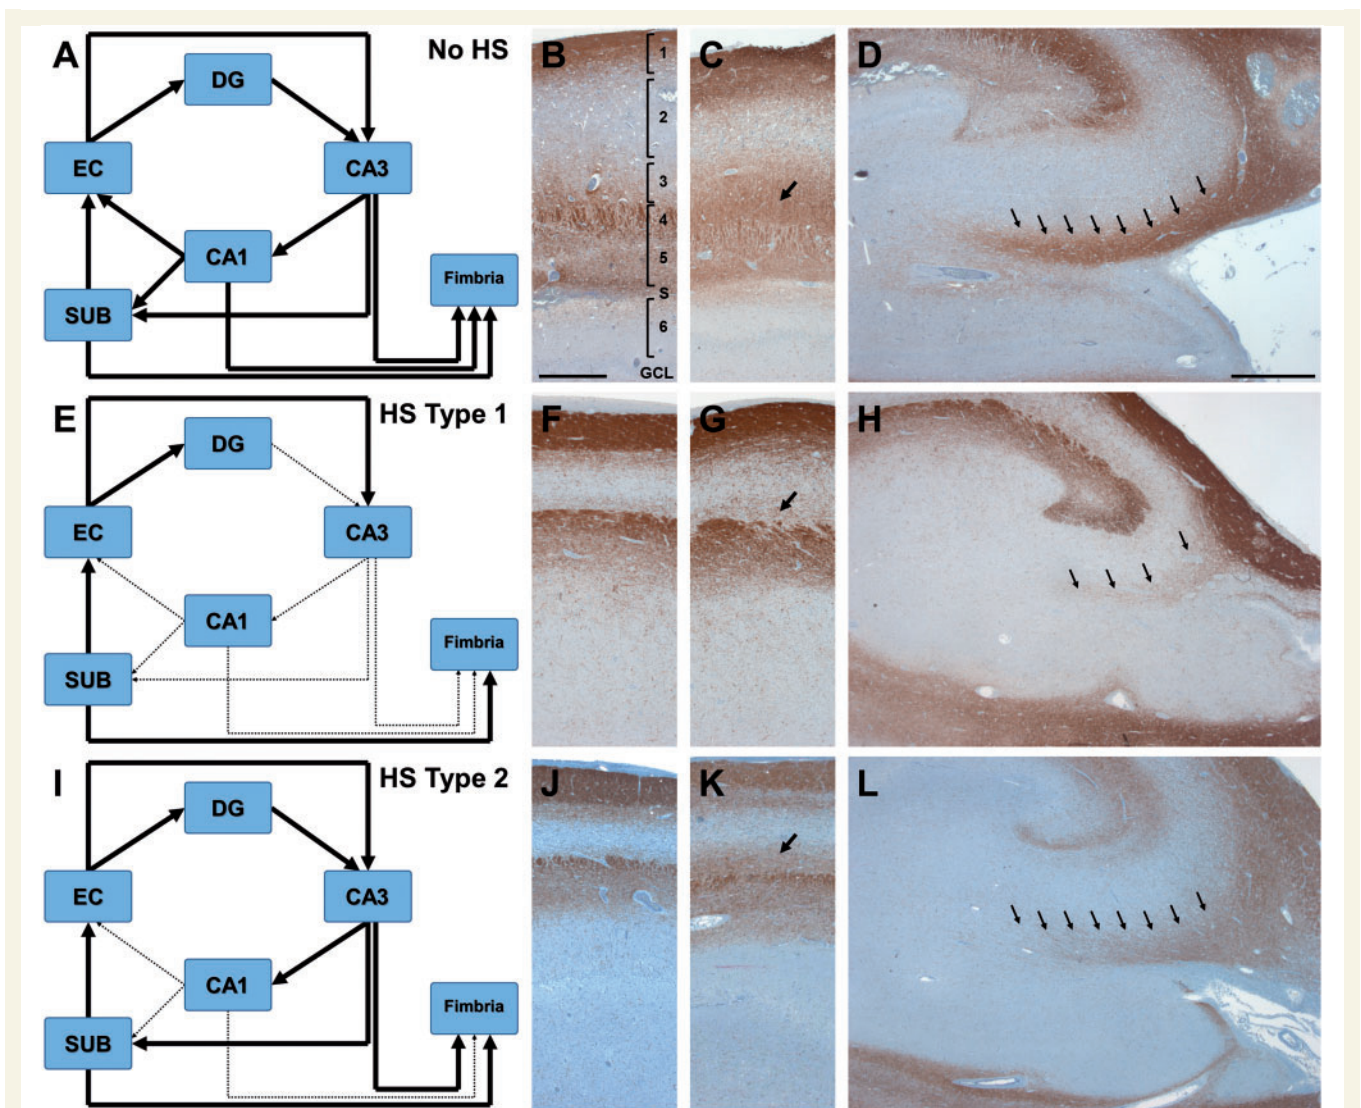 A
No HS
DG
EC
CA3
CA1
SUB
Fimbria
B
1
2
3
4
5
S
6
GCL
C
D
E
HS Type 1
DG
EC
CA3
CA1
SUB
Fimbria
F
G
H
I
HS Type 2
DG
EC
CA3
CA1
SUB
Fimbria
J
K
L